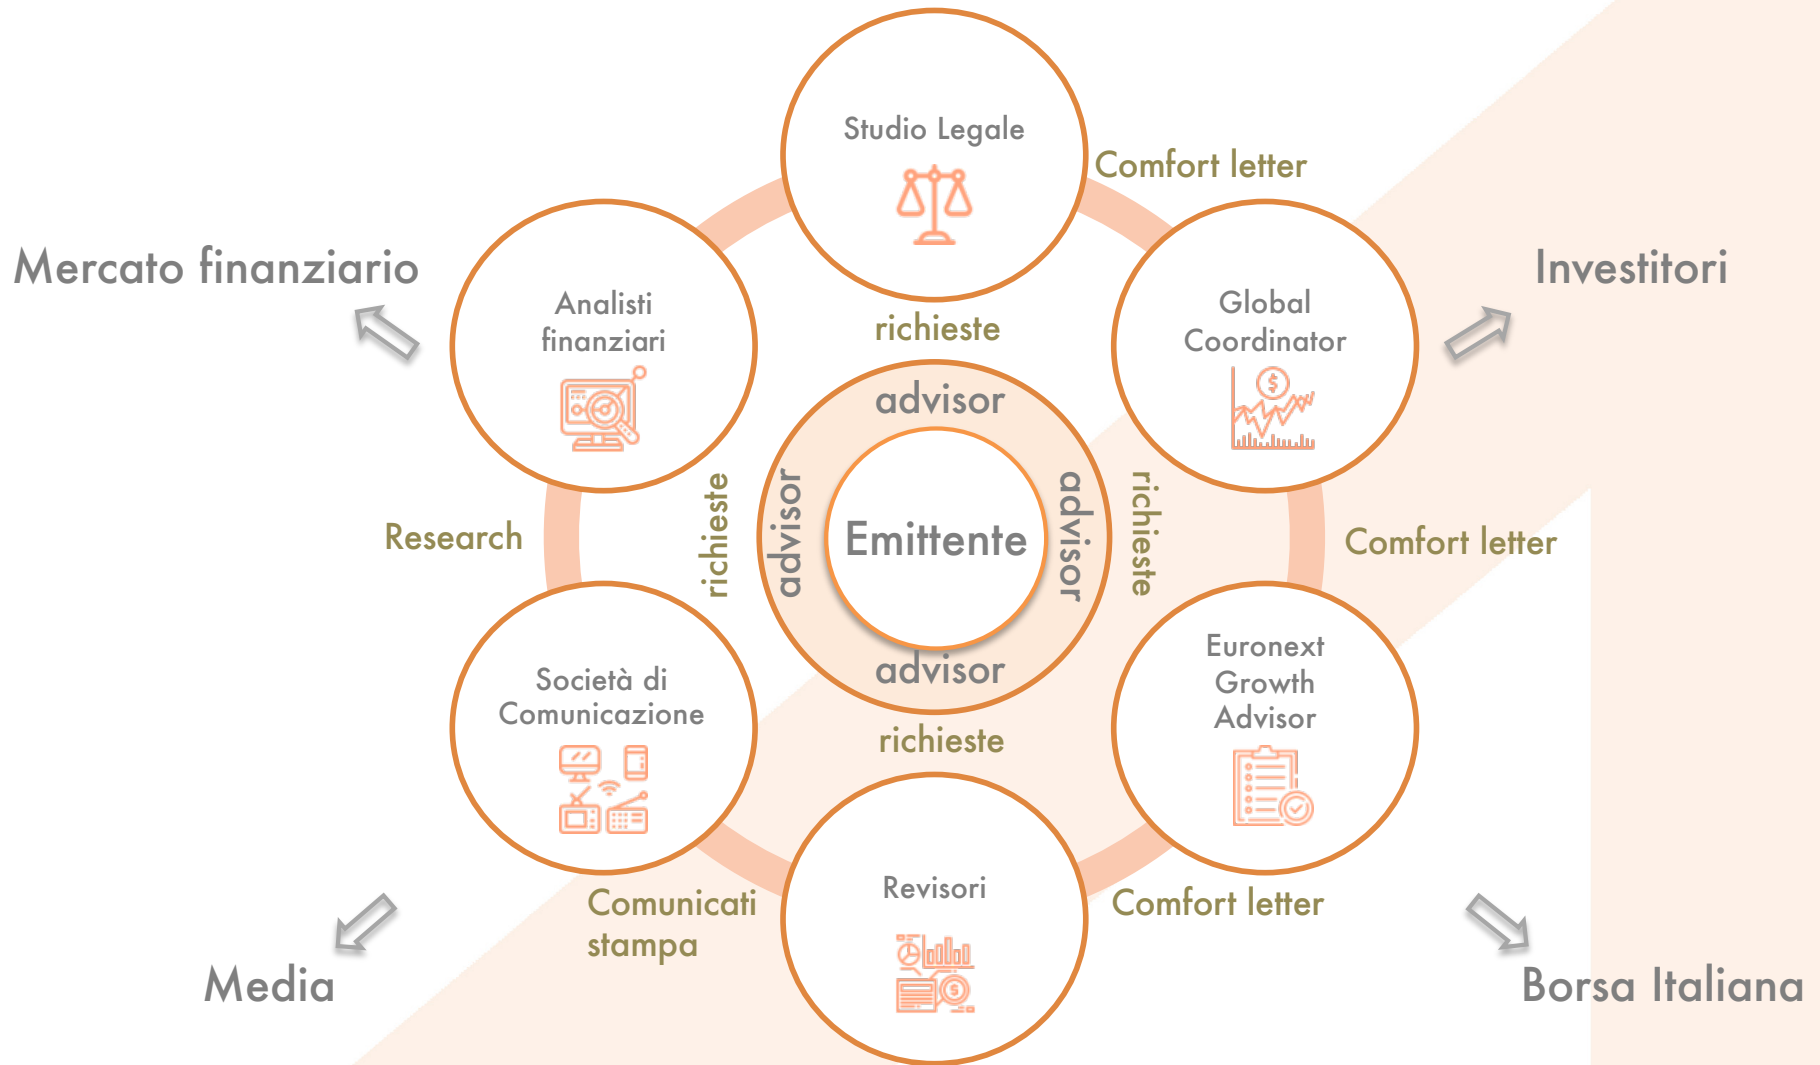 Studio Legale
Comfort letter
Mercato finanziario
Investitori
Analisti
finanziari
Global
Coordinator
richieste
advisor
richieste
advisor
Emittente
advisor
richieste
Research
Comfort letter
advisor
Società di
Comunicazione
Euronext
Growth
Advisor
richieste
Comunicati
stampa
Revisori
Comfort letter
Media
Borsa Italiana